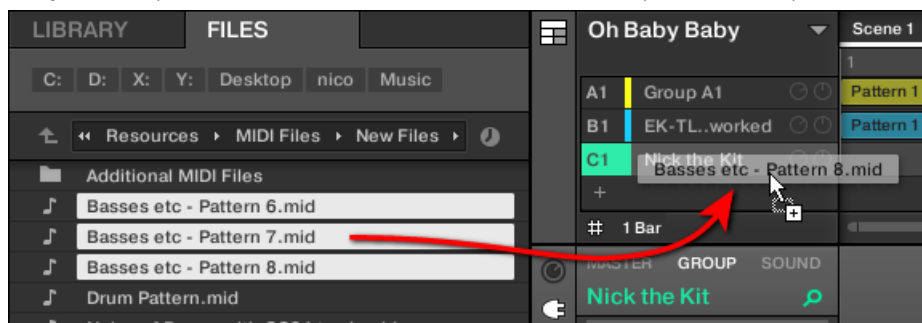 LIBRARY FILES
C: D: X: Y: Desktop nico Music
Resources MIDI Files New Files
Additional MIDI Files
Basses etc - Pattern 6.mid
Basses etc - Pattern 7.mid
Basses etc - Pattern 8.mid
Drum Pattern.mid
Oh Baby Baby
Scene 1
1
A1 Group A1 Pattern 1
B1 EK-TL..worked Pattern 1
C1 Nick the Kit
Basses etc - Pattern 8.mid
+
1 Bar
MASTER GROUP SOUND
Nick the Kit